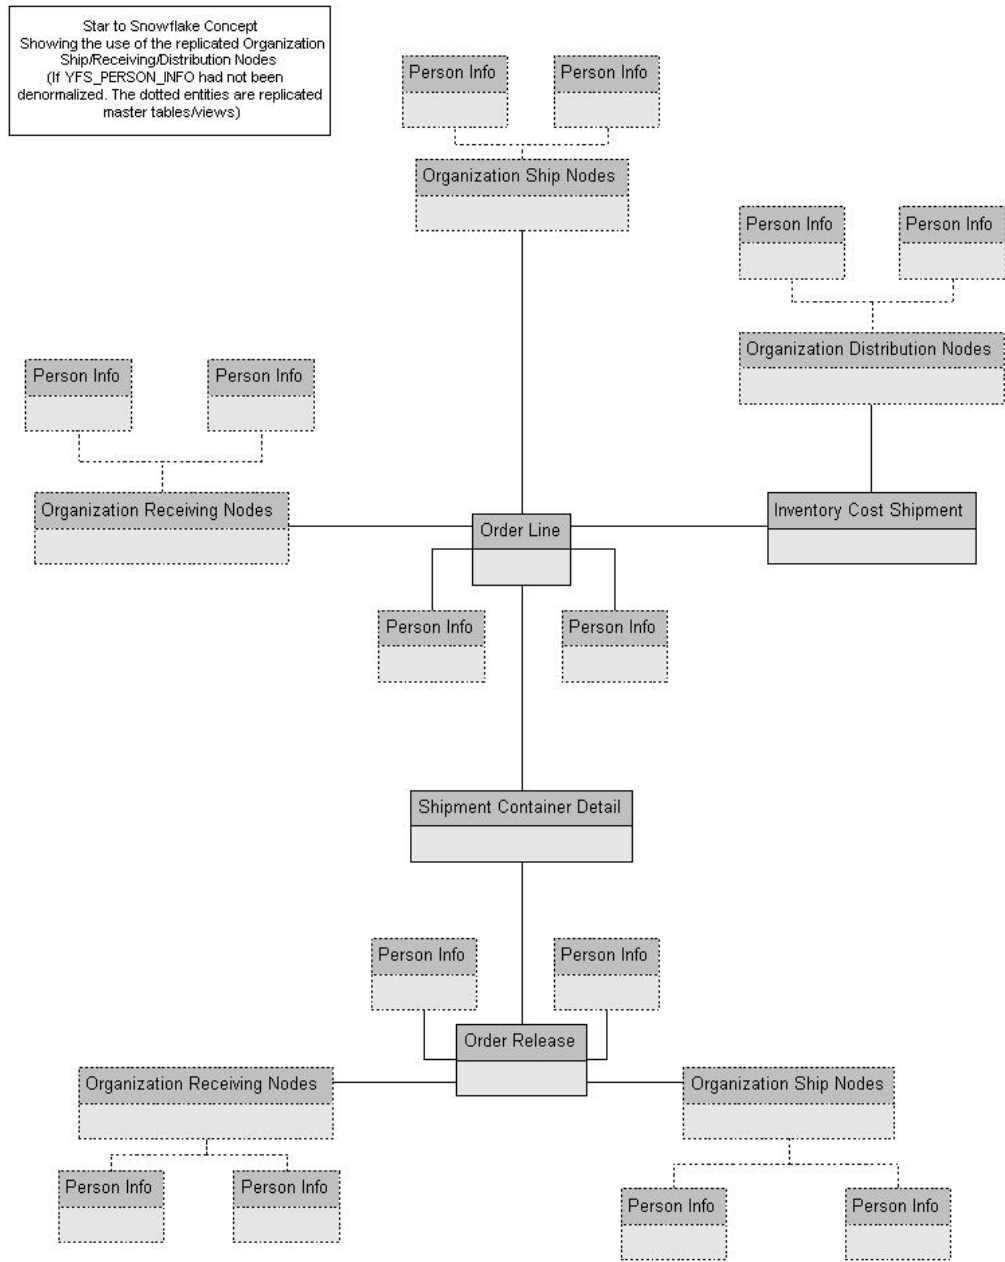 Star to Snowflake Concept
Showing the use of the replicated Organization
Ship/Receiving/Distribution Nodes
(If YFS_PERSON_INFO had not been
denormalized. The dotted entities are replicated
master tables/views)
Person Info
Person Info
Organization Ship Nodes
Person Info
Person Info
Organization Distribution Nodes
Person Info
Person Info
Organization Receiving Nodes
Order Line
Inventory Cost Shipment
Person Info
Person Info
Shipment Container Detail
Person Info
Person Info
Order Release
Organization Receiving Nodes
Organization Ship Nodes
Person Info
Person Info
Person Info
Person Info